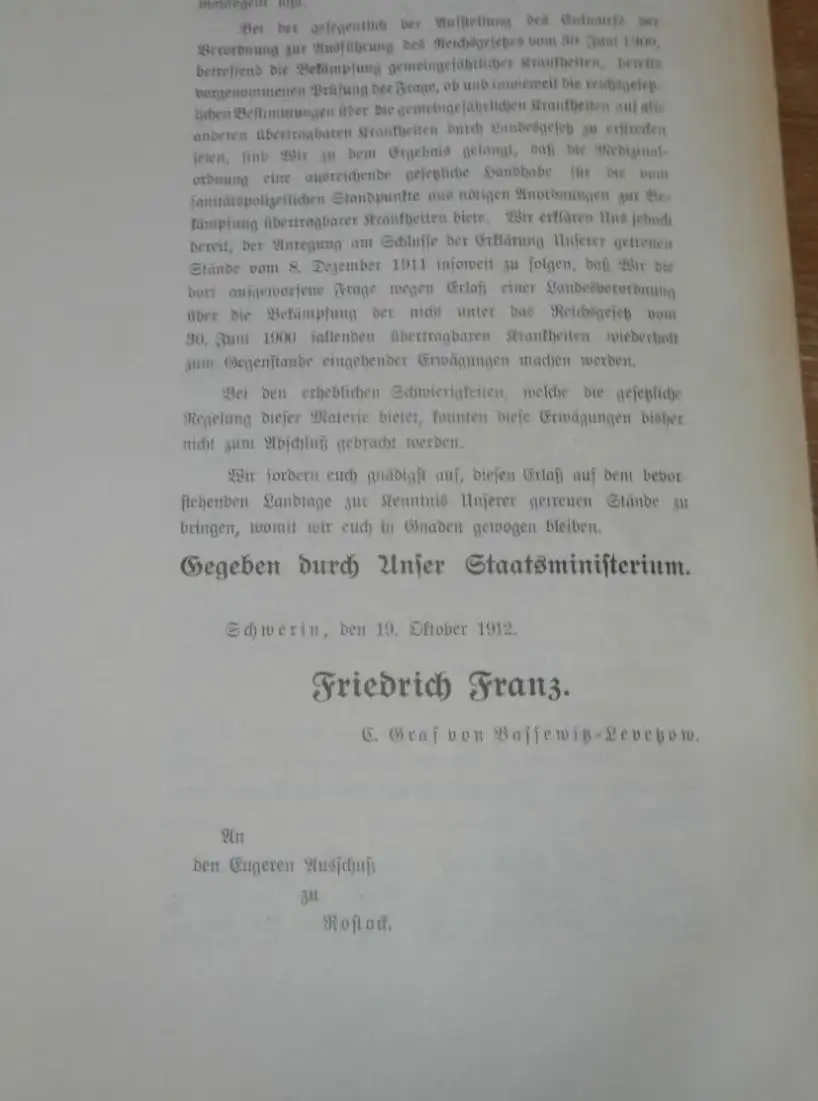 Bei der gelegentlich der Aufstellung des Entwurfs der
Verordnung zur Ausführung des Reichsgesetzes vom 30. Juni 1900,
betreffend die Bekämpfung gemeingefährlicher Krankheiten, bereits
vorgenommenen Prüfung der Frage, ob und inwieweit die reichsgesetz-
lichen Bestimmungen über die gemeingefährlichen Krankheiten auf alle
anderen übertragbaren Krankheiten durch Landesgesetz zu erstrecken
seien, sind Wir zu dem Ergebnis gelangt, daß die Medizinal-
ordnung eine ausreichende gesetzliche Handhabe für die vom
sanitätspolizeilichen Standpunkte aus nötigen Anordnungen zur Be-
kämpfung übertragbarer Krankheiten biete. Wir erklären Uns jedoch
bereit, der Anregung am Schlusse der Erklärung Unserer getreuen
Stände vom 8. Dezember 1911 insoweit zu folgen, daß Wir die
dort aufgeworfene Frage wegen Erlaß einer Landesverordnung
über die Bekämpfung der nicht unter das Reichsgesetz vom
30. Juni 1900 fallenden übertragbaren Krankheiten wiederholt
zum Gegenstande eingehender Erwägungen machen werden.
Bei den erheblichen Schwierigkeiten, welche die gesetzliche
Regelung dieser Materie bietet, konnten diese Erwägungen bisher
nicht zum Abschluß gebracht werden.
Wir fordern euch gnädigst auf, diesen Erlaß auf dem bevor-
stehenden Landtage zur Kenntnis Unserer getreuen Stände zu
bringen, womit wir euch in Gnaden gewogen bleiben.
Gegeben durch Unser Staatsministerium.
Schwerin, den 19. Oktober 1912.
Friedrich Franz.
C. Graf von Bassewitz-Levetzow.
An
den Engeren Ausschuß
zu
Rostock.